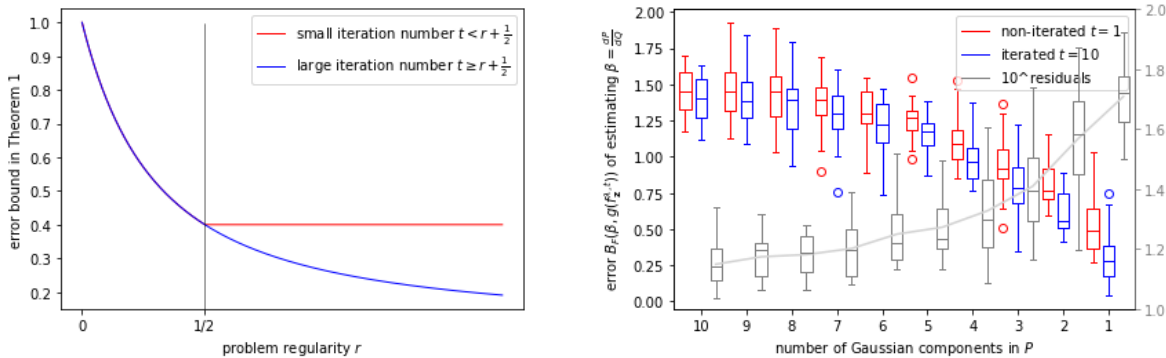 1.0
0.9
0.8
0.7
0.6
0.5
0.4
0.3
0.2
error bound in Theorem 1
small iteration number t < r + 1/2
large iteration number t ≥ r + 1/2
0
1/2
problem regularity r
2.00
1.75
1.50
1.25
1.00
0.75
0.50
0.25
0.00
error B_F(β, g(f_z^{λ,t})) of estimating β = dP/dQ
non-iterated t = 1
iterated t = 10
10^residuals
2.0
1.8
1.6
1.4
1.2
1.0
10 9 8 7 6 5 4 3 2 1
number of Gaussian components in P